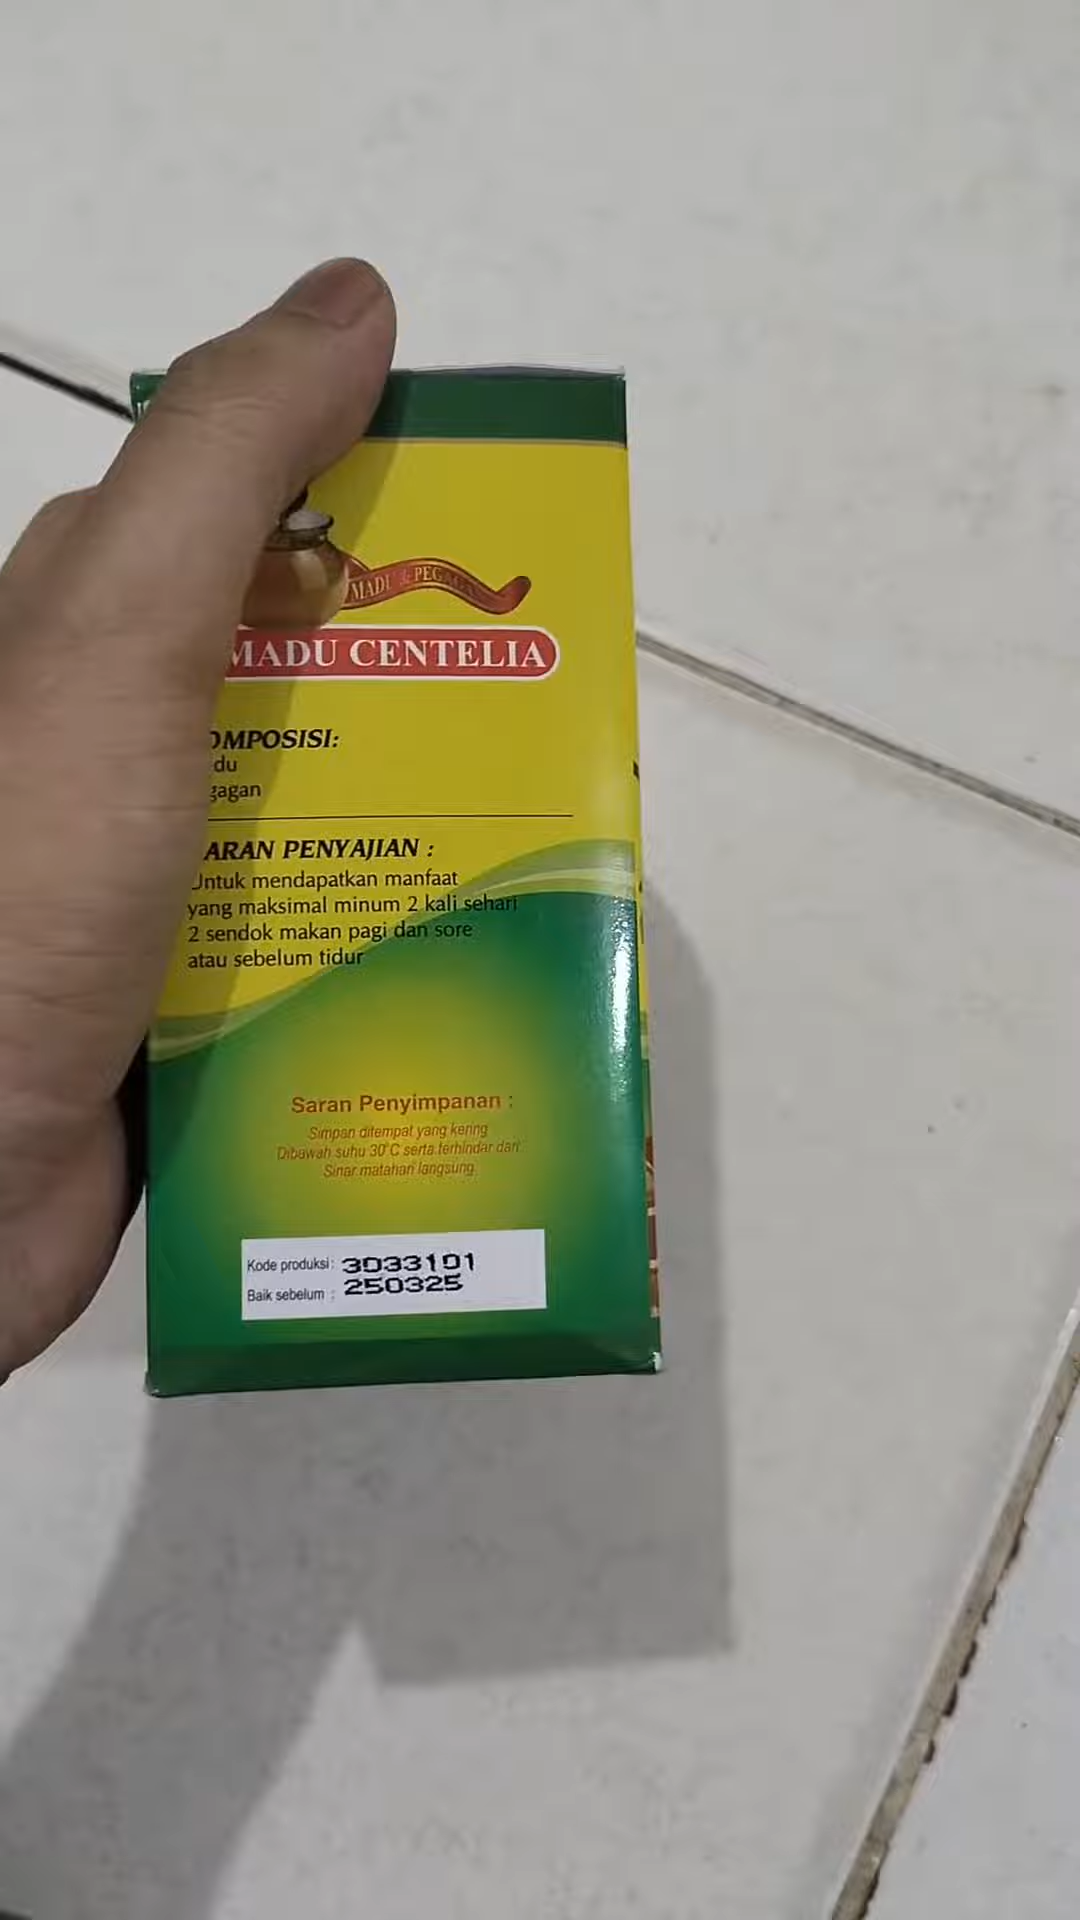 MADU & PEGAGA
MADU CENTELIA
OMPOSISI:
du
gagan
ARAN PENYAJIAN :
Untuk mendapatkan manfaat
yang maksimal minum 2 kali sehari
2 sendok makan pagi dan sore
atau sebelum tidur
Saran Penyimpanan :
Simpan ditempat yang kering
Dibawah suhu 30°C serta terhindar dari
Sinar matahari langsung.
Kode produksi : 3033101
Baik sebelum : 250325